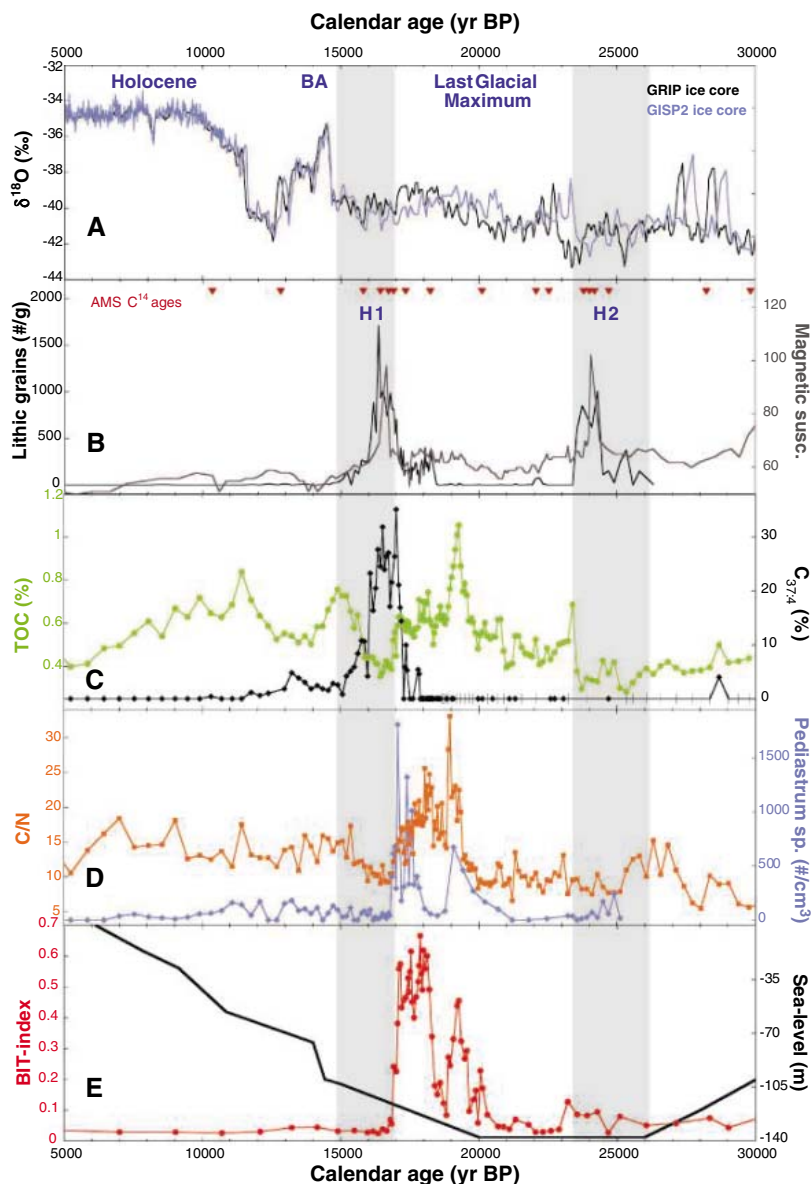 Calendar age (yr BP)
5000 10000 15000 20000 25000 30000
-32
-34
-36
-38
-40
-42
-44
δ18O (‰)
Holocene BA Last Glacial Maximum
GRIP ice core
GISP2 ice core
A
2000
1500
1000
500
0
Lithic grains (#/g)
AMS C14 ages
H1 H2
120
100
80
60
Magnetic susc.
B
1.2
1
0.8
0.6
0.4
TOC (%)
30
20
10
0
C37:4 (%)
C
30
25
20
15
10
5
C/N
1500
1000
500
0
Pediastrum sp. (#/cm3)
D
0.7
0.6
0.5
0.4
0.3
0.2
0.1
0
BIT-index
-35
-70
-105
-140
Sea-level (m)
E
5000 10000 15000 20000 25000 30000
Calendar age (yr BP)